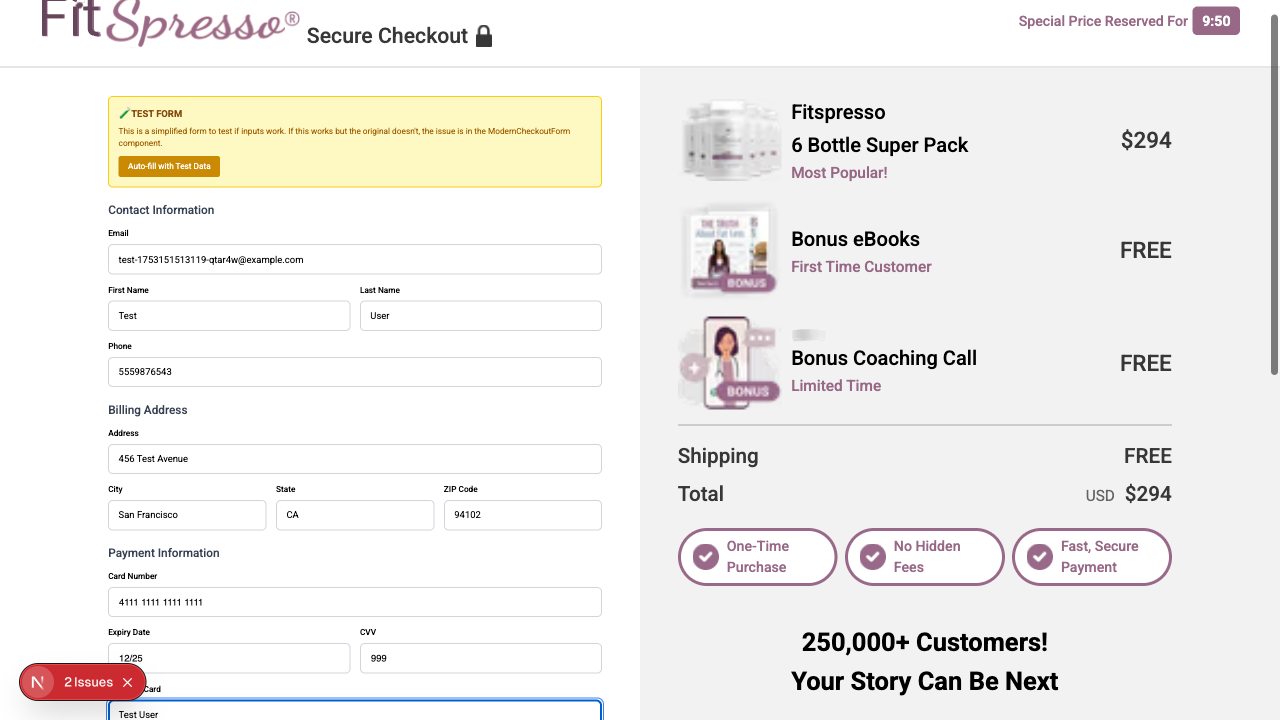 FitSpresso®
Secure Checkout
Special Price Reserved For 9:50
TEST FORM
This is a simplified form to test if inputs work. If this works but the original doesn't, the issue is in the ModernCheckoutForm
component.
Auto-fill with Test Data
Contact Information
Email
test-1753151513119-qtar4w@example.com
First Name
Last Name
Test
User
Phone
5559876543
Billing Address
Address
456 Test Avenue
City
State
ZIP Code
San Francisco
CA
94102
Payment Information
Card Number
4111 1111 1111 1111
Expiry Date
CVV
12/25
999
Card
Test User
N 2 Issues
Fitspresso
6 Bottle Super Pack
Most Popular!
$294
THE TRUTH
About Fat Loss
BONUS
Bonus eBooks
First Time Customer
FREE
BONUS
Bonus Coaching Call
Limited Time
FREE
Shipping
FREE
Total
USD $294
One-Time
Purchase
No Hidden
Fees
Fast, Secure
Payment
250,000+ Customers!
Your Story Can Be Next